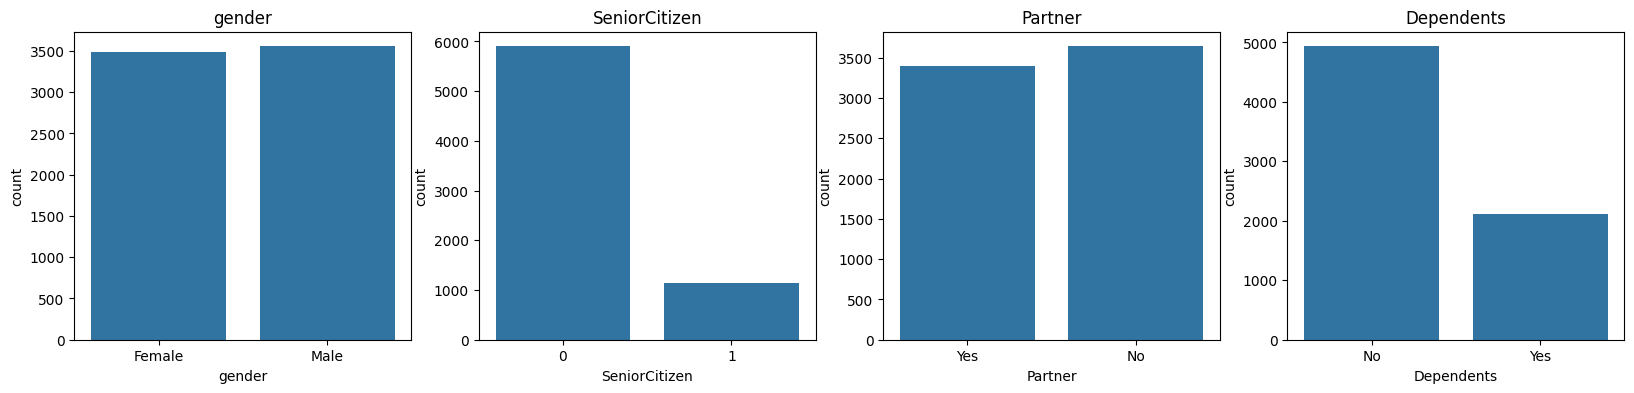 gender
count
3500
3000
2500
2000
1500
1000
500
0
Female Male
gender
SeniorCitizen
count
6000
5000
4000
3000
2000
1000
0
0 1
SeniorCitizen
Partner
count
3500
3000
2500
2000
1500
1000
500
0
Yes No
Partner
Dependents
count
5000
4000
3000
2000
1000
0
No Yes
Dependents